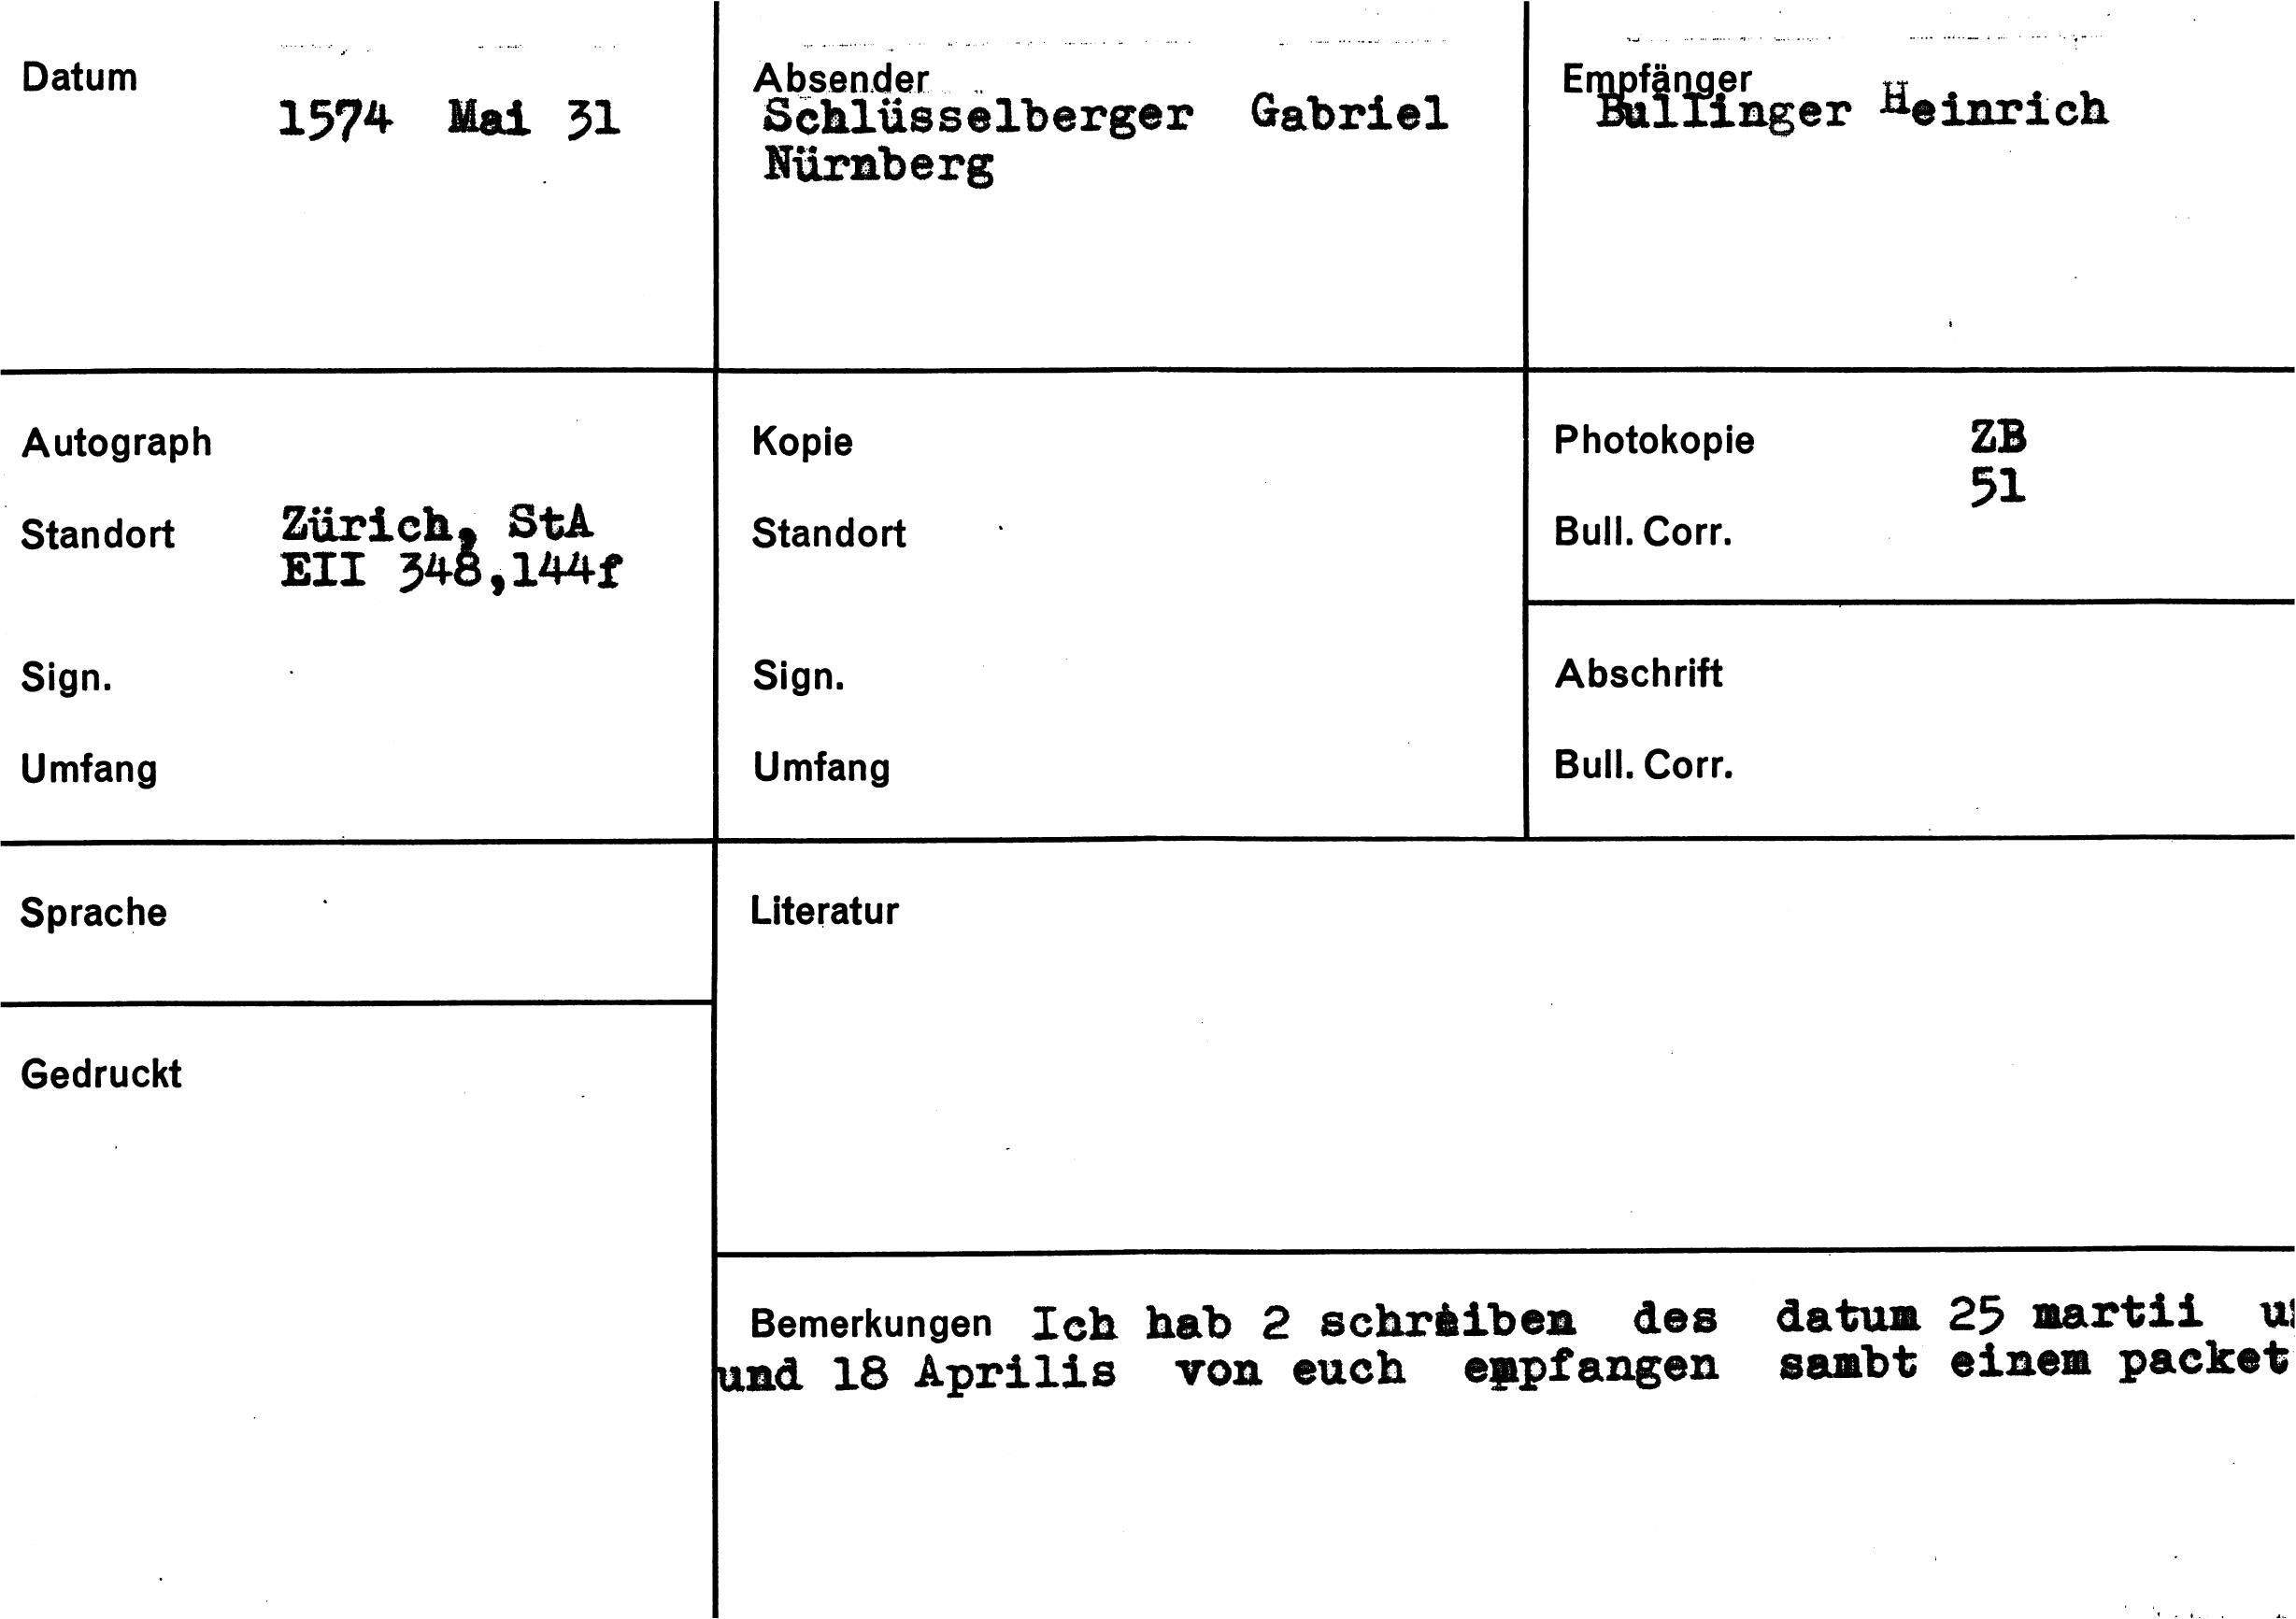 Datum
1574 Mai 31
Absender
Schlüsselberger Gabriel
Nürnberg
Empfänger
Bullinger Heinrich
Autograph
Standort
Zürich, StA
EII 348,144f
Sign.
Umfang
Kopie
Standort
Sign.
Umfang
Photokopie
ZB
51
Bull. Corr.
Abschrift
Bull. Corr.
Sprache
Literatur
Gedruckt
Bemerkungen Ich hab 2 schreiben des datum 25 martii
und 18 Aprilis von euch empfangen sambt einem packet